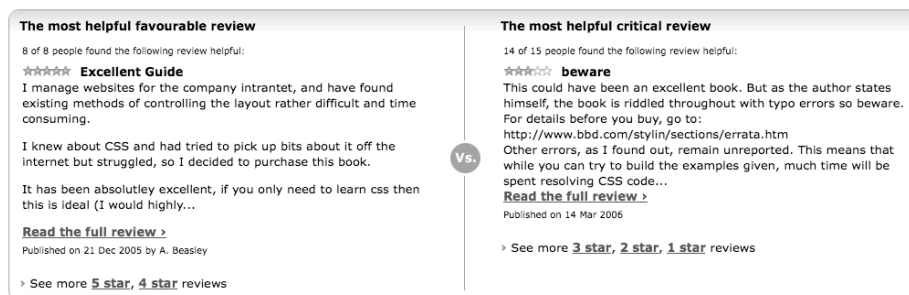 The most helpful favourable review
8 of 8 people found the following review helpful:
Excellent Guide
I manage websites for the company intrantet, and have found
existing methods of controlling the layout rather difficult and time
consuming.
I knew about CSS and had tried to pick up bits about it off the
internet but struggled, so I decided to purchase this book.
It has been absolutley excellent, if you only need to learn css then
this is ideal (I would highly...
Read the full review ›
Published on 21 Dec 2005 by A. Beasley
› See more 5 star, 4 star reviews
Vs.
The most helpful critical review
14 of 15 people found the following review helpful:
beware
This could have been an excellent book. But as the author states
himself, the book is riddled throughout with typo errors so beware.
For details before you buy, go to:
http://www.bbd.com/stylin/sections/errata.htm
Other errors, as I found out, remain unreported. This means that
while you can try to build the examples given, much time will be
spent resolving CSS code...
Read the full review ›
Published on 14 Mar 2006
› See more 3 star, 2 star, 1 star reviews